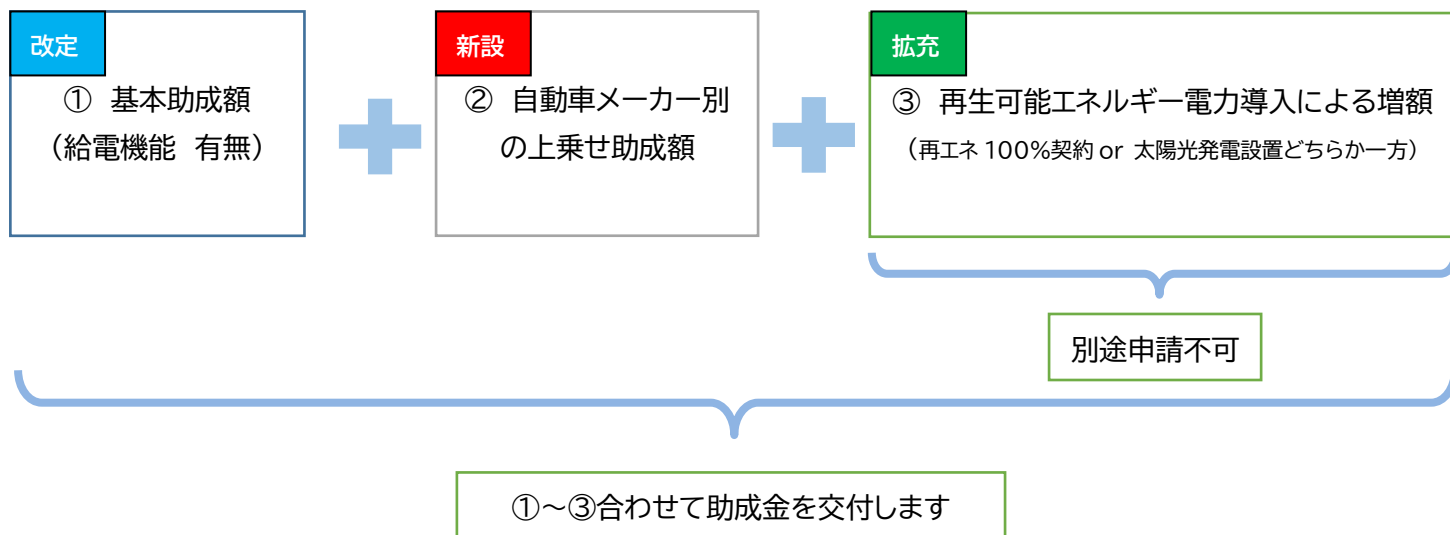 改定
① 基本助成額
（給電機能 有無）
新設
② 自動車メーカー別
の上乗せ助成額
拡充
③ 再生可能エネルギー電力導入による増額
（再エネ 100％契約 or 太陽光発電設置どちらか一方）
別途申請不可
①～③合わせて助成金を交付します